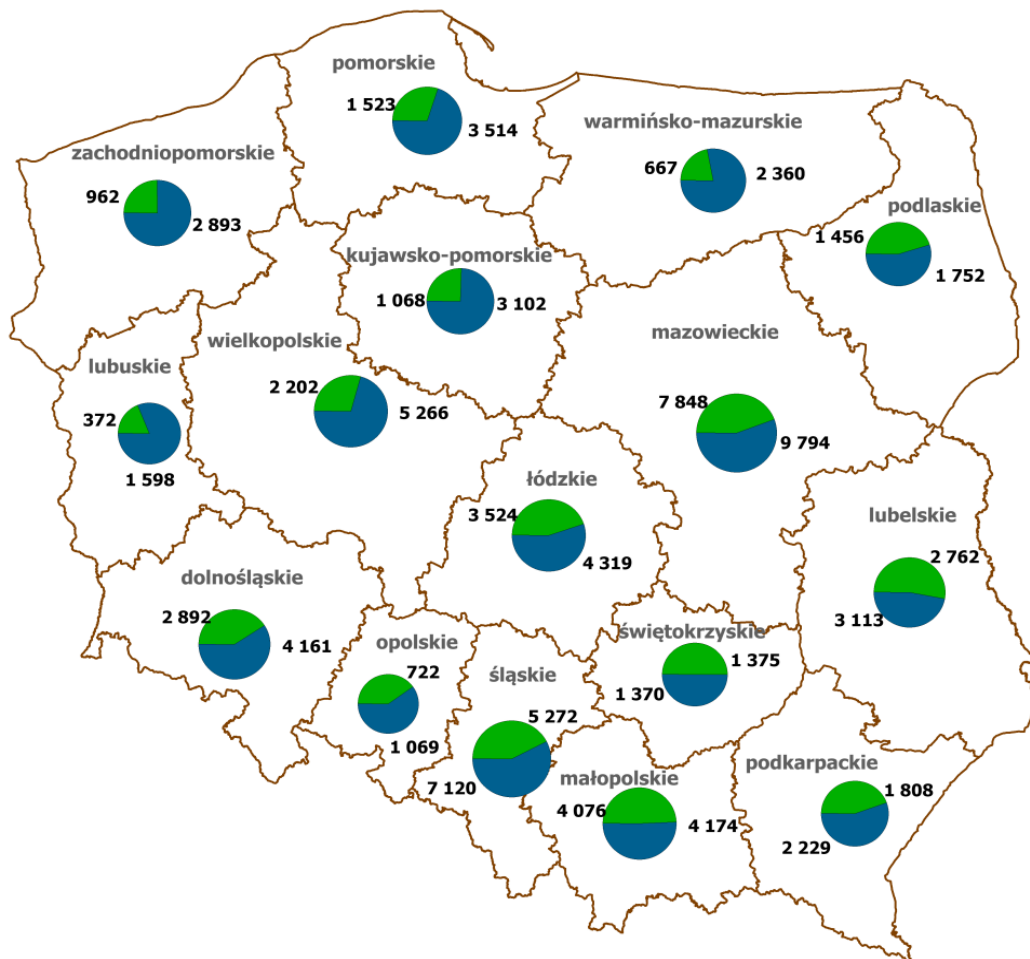 pomorskie
1 523
3 514
warmińsko-mazurskie
667
2 360
zachodniopomorskie
962
2 893
podlaskie
1 456
1 752
kujawsko-pomorskie
1 068
3 102
mazowieckie
7 848
9 794
wielkopolskie
2 202
5 266
lubuskie
372
1 598
łódzkie
3 524
4 319
lubelskie
2 762
3 113
dolnośląskie
2 892
4 161
opolskie
722
1 069
śląskie
5 272
7 120
świętokrzyskie
1 375
1 370
małopolskie
4 076
4 174
podkarpackie
1 808
2 229